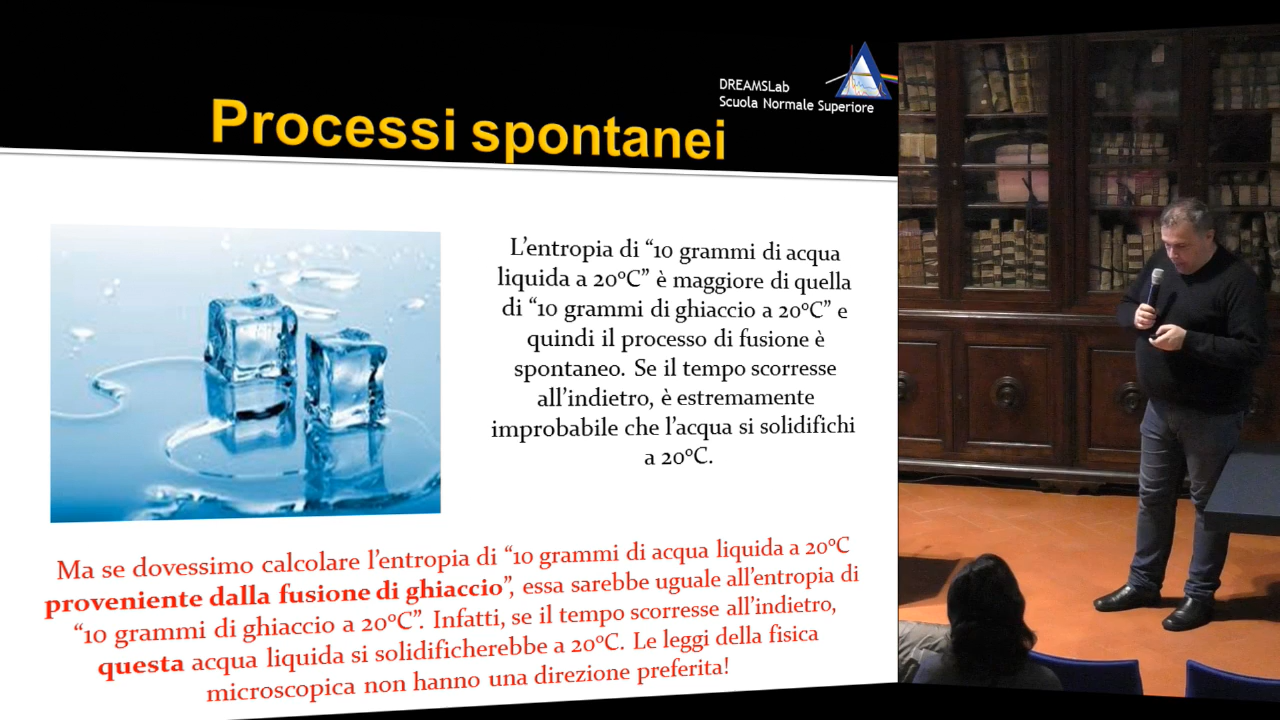 DREAMSLab
Scuola Normale Superiore
Processi spontanei
L’entropia di “10 grammi di acqua
liquida a 20°C” è maggiore di quella
di “10 grammi di ghiaccio a 20°C” e
quindi il processo di fusione è
spontaneo. Se il tempo scorresse
all’indietro, è estremamente
improbabile che l’acqua si solidifichi
a 20°C.
Ma se dovessimo calcolare l’entropia di “10 grammi di acqua liquida a 20°C
proveniente dalla fusione di ghiaccio”, essa sarebbe uguale all’entropia di
“10 grammi di ghiaccio a 20°C”. Infatti, se il tempo scorresse all’indietro,
questa acqua liquida si solidificherebbe a 20°C. Le leggi della fisica
microscopica non hanno una direzione preferita!